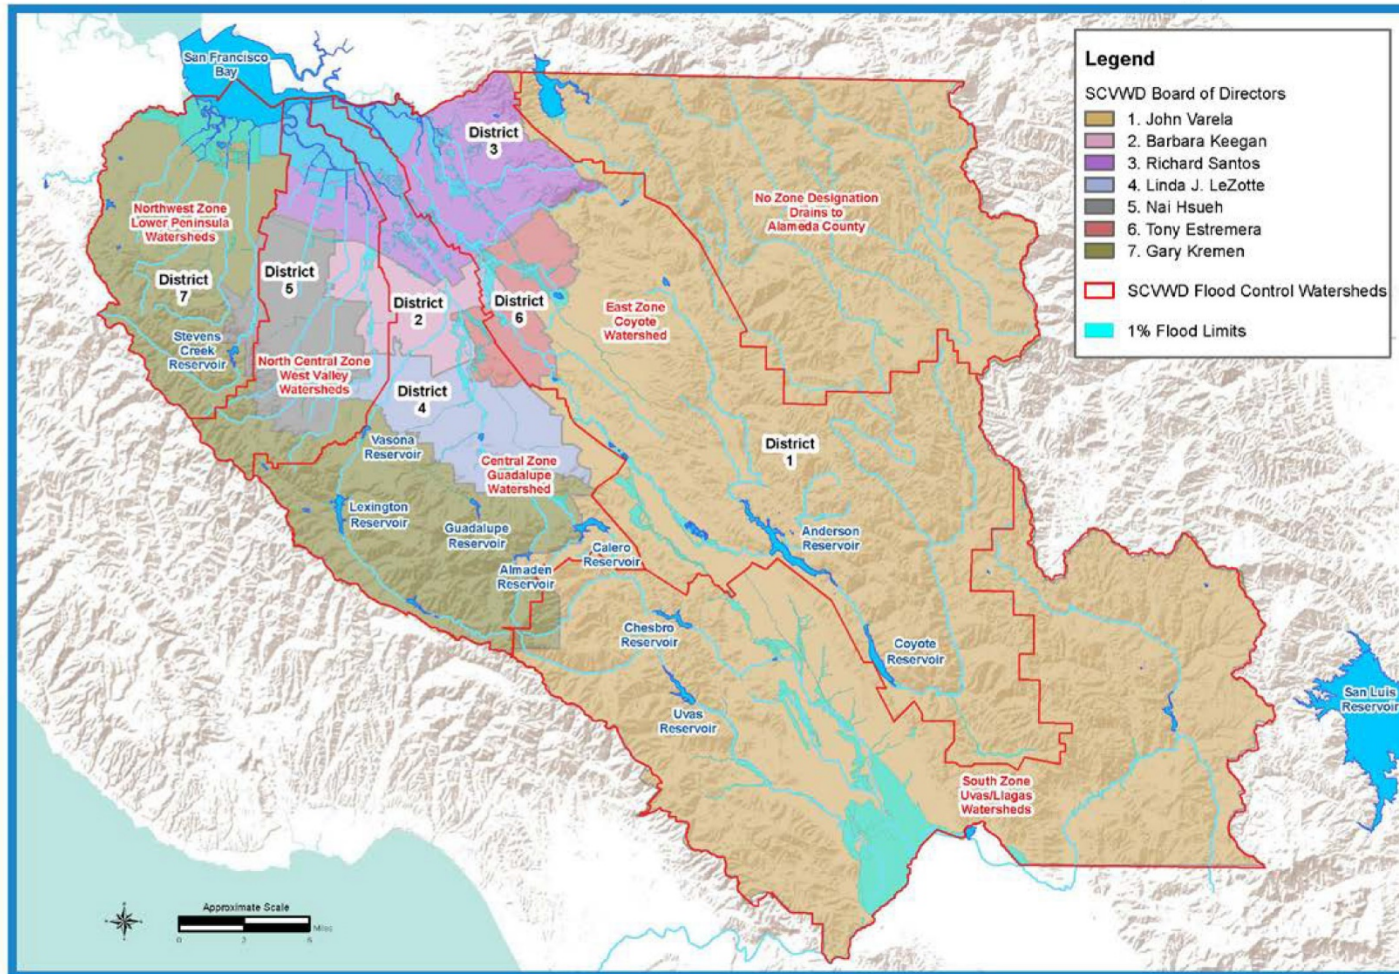 Legend
SCVWD Board of Directors
1. John Varela
2. Barbara Keegan
3. Richard Santos
4. Linda J. LeZotte
5. Nai Hsueh
6. Tony Estremera
7. Gary Kremen
SCVWD Flood Control Watersheds
1% Flood Limits
San Francisco
Bay
District
3
No Zone Designation
Drains to
Alameda County
Northwest Zone
Lower Peninsula
Watersheds
District
7
District
5
District
2
District
6
East Zone
Coyote
Watershed
Stevens
Creek
Reservoir
North Central Zone
West Valley
Watersheds
District
4
Vasona
Reservoir
District
1
Central Zone
Guadalupe
Watershed
Lexington
Reservoir
Guadalupe
Reservoir
Almaden
Reservoir
Calero
Reservoir
Anderson
Reservoir
Chesbro
Reservoir
Coyote
Reservoir
Uvas
Reservoir
San Luis
Reservoir
South Zone
Uvas/Llagas
Watersheds
Approximate Scale
Miles
0